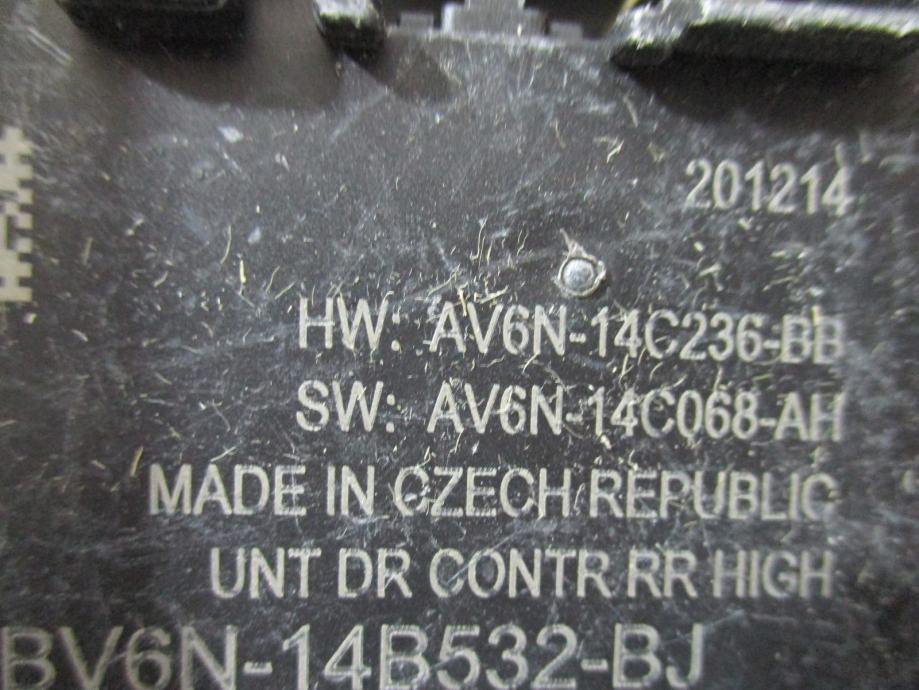 201214
HW: AV6N-14C236-BB
SW: AV6N-14C068-AH
MADE IN CZECH REPUBLIC
UNT DR CONTR RR HIGH
BV6N-14B532-BJ